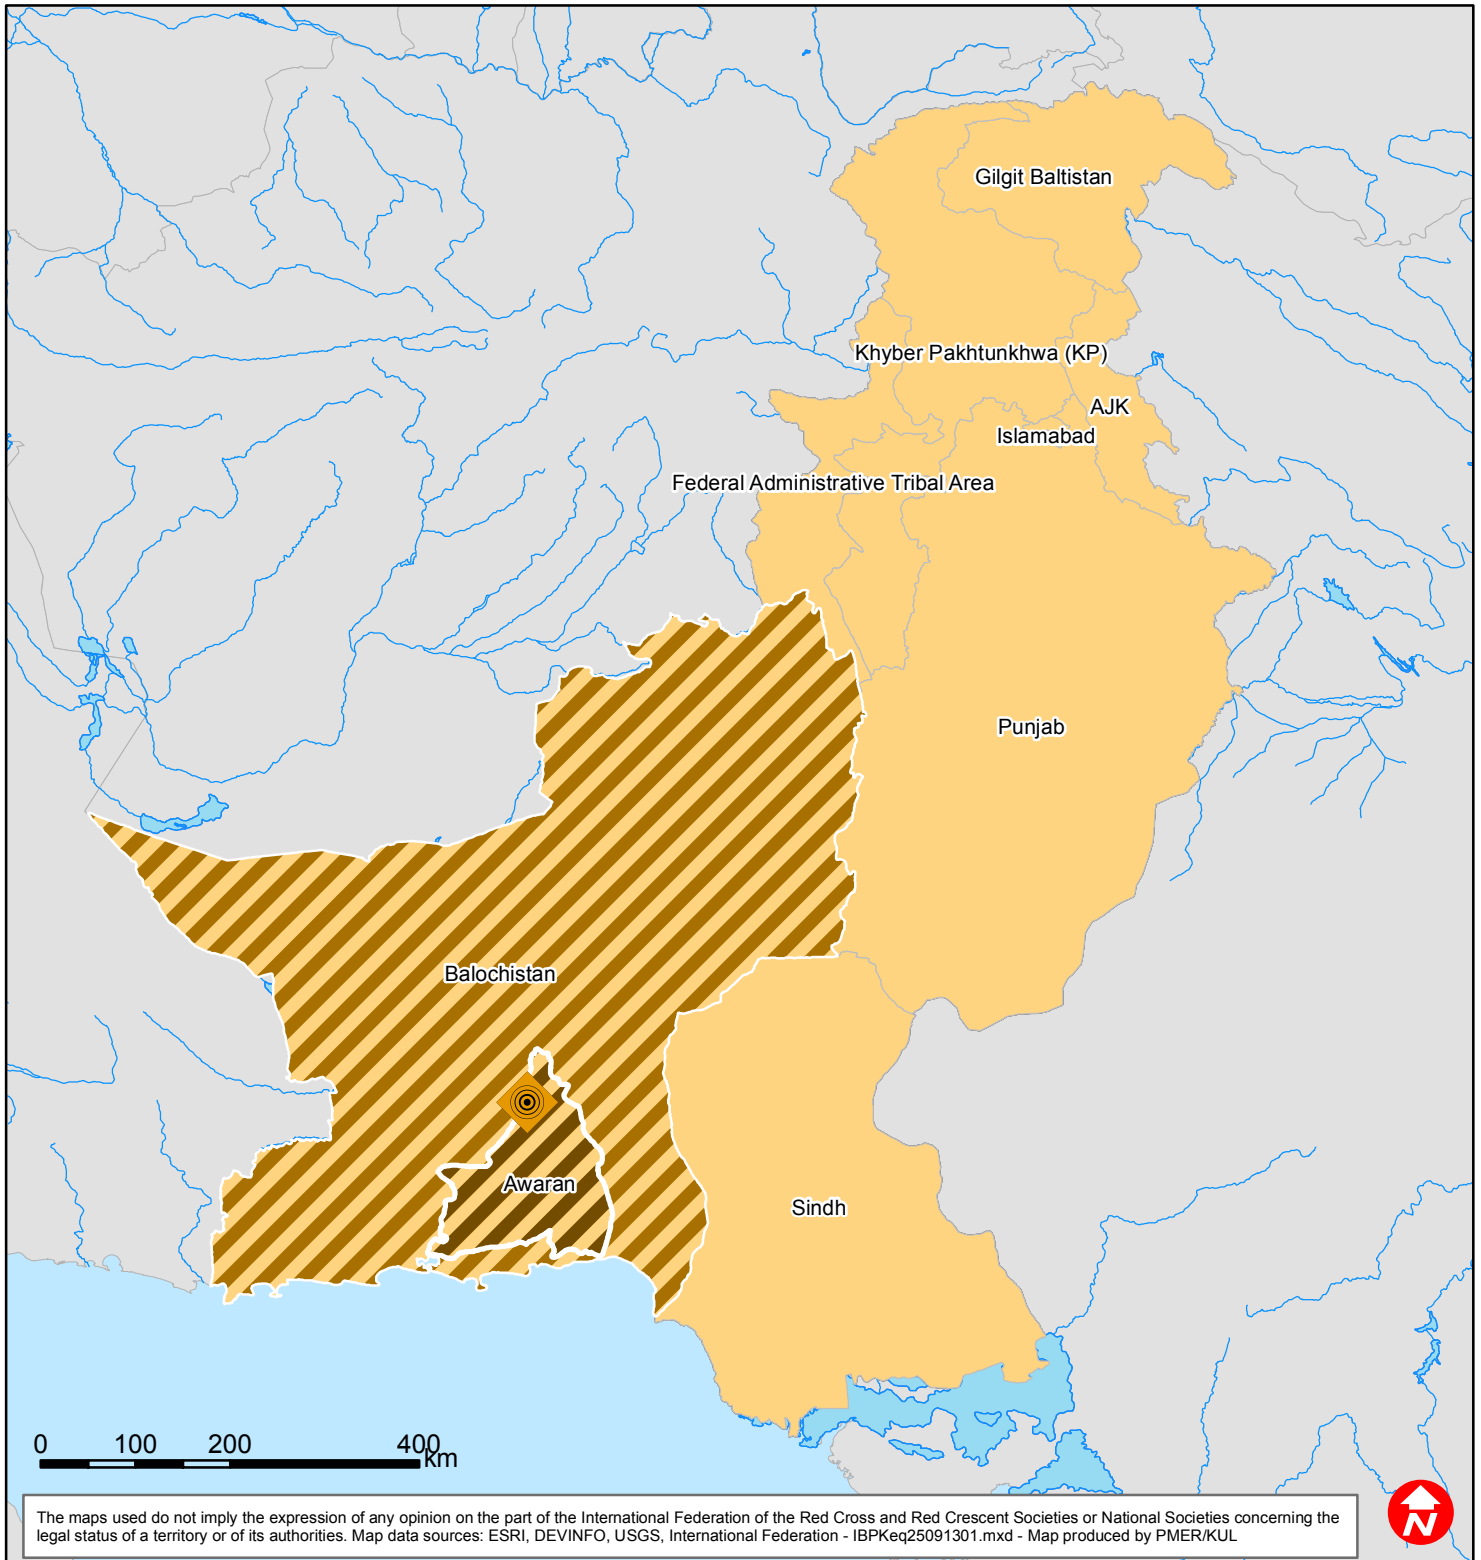 Gilgit Baltistan
Khyber Pakhtunkhwa (KP)
AJK
Islamabad
Federal Administrative Tribal Area
Punjab
Balochistan
Awaran
Sindh
0 100 200 400
km
The maps used do not imply the expression of any opinion on the part of the International Federation of the Red Cross and Red Crescent Societies or National Societies concerning the
legal status of a territory or of its authorities. Map data sources: ESRI, DEVINFO, USGS, International Federation - IBPKeq25091301.mxd - Map produced by PMER/KUL
N